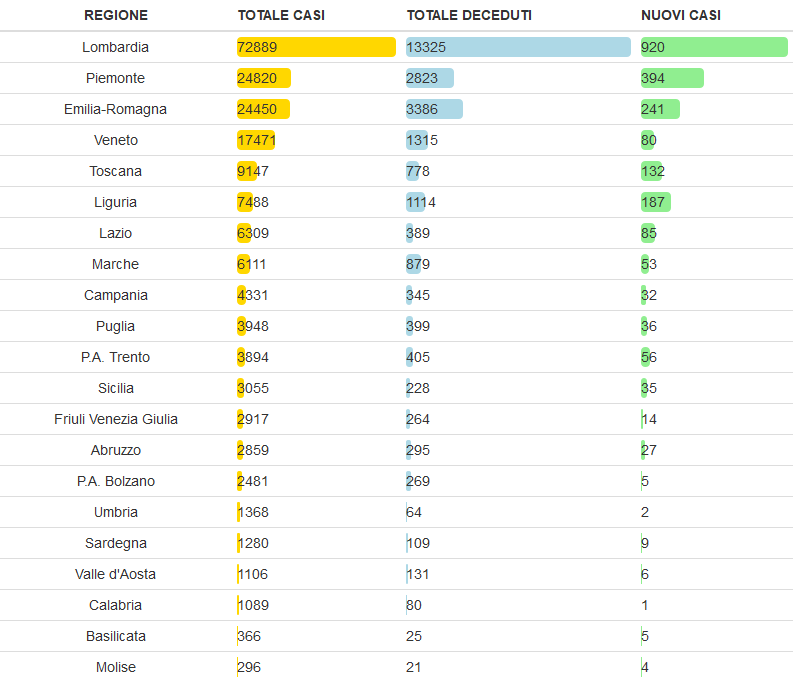 REGIONE TOTALE CASI TOTALE DECEDUTI NUOVI CASI
Lombardia 72889 13325 920
Piemonte 24820 2823 394
Emilia-Romagna 24450 3386 241
Veneto 17471 1315 80
Toscana 9147 778 132
Liguria 7488 1114 187
Lazio 6309 389 85
Marche 6111 879 53
Campania 4331 345 32
Puglia 3948 399 36
P.A. Trento 3894 405 56
Sicilia 3055 228 35
Friuli Venezia Giulia 2917 264 14
Abruzzo 2859 295 27
P.A. Bolzano 2481 269 5
Umbria 1368 64 2
Sardegna 1280 109 9
Valle d'Aosta 1106 131 6
Calabria 1089 80 1
Basilicata 366 25 5
Molise 296 21 4